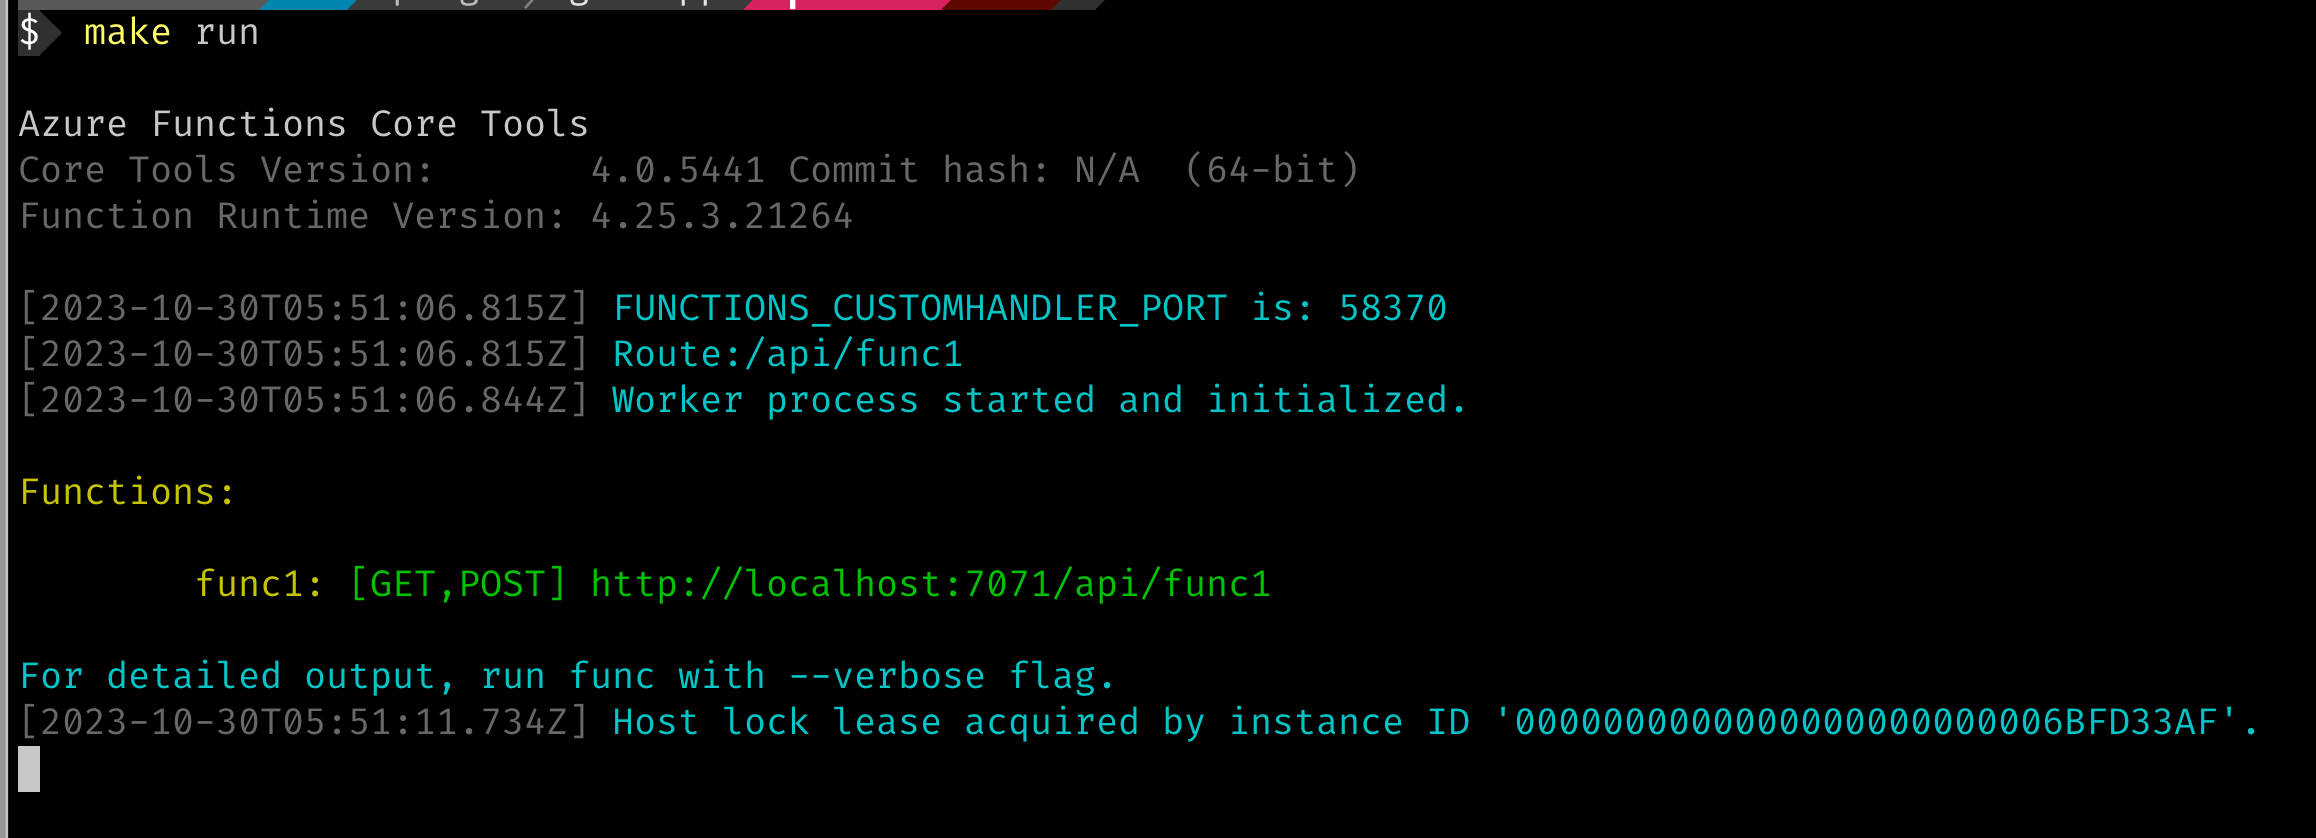 $ make run
Azure Functions Core Tools
Core Tools Version:       4.0.5441 Commit hash: N/A  (64-bit)
Function Runtime Version: 4.25.3.21264
[2023-10-30T05:51:06.815Z] FUNCTIONS_CUSTOMHANDLER_PORT is: 58370
[2023-10-30T05:51:06.815Z] Route:/api/func1
[2023-10-30T05:51:06.844Z] Worker process started and initialized.
Functions:
func1: [GET,POST] http://localhost:7071/api/func1
For detailed output, run func with --verbose flag.
[2023-10-30T05:51:11.734Z] Host lock lease acquired by instance ID '0000000000000000000000006BFD33AF'.